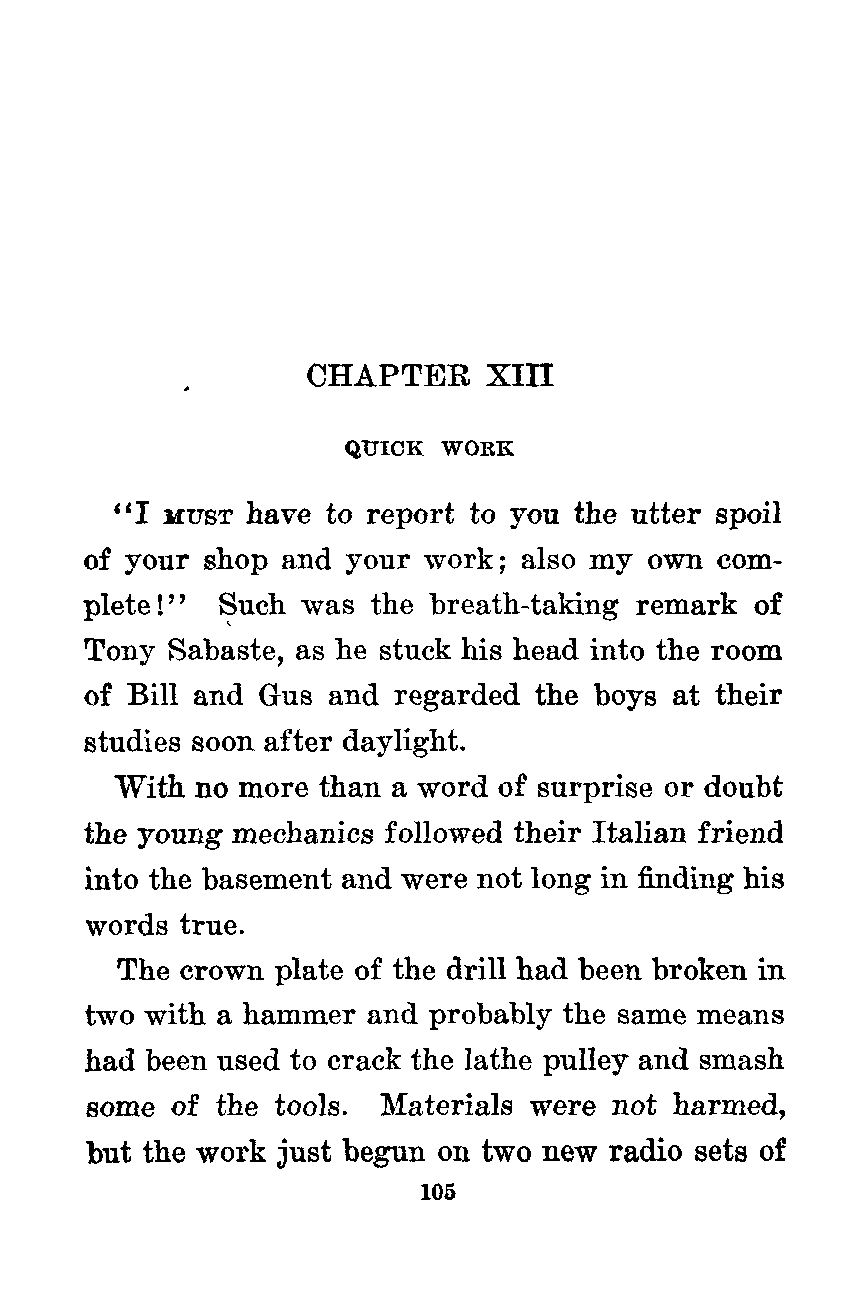 CHAPTER XIII
QUICK WORK
“I MUST have to report to you the utter spoil
of your shop and your work; also my own com-
plete!” Such was the breath-taking remark of
Tony Sabaste, as he stuck his head into the room
of Bill and Gus and regarded the boys at their
studies soon after daylight.
With no more than a word of surprise or doubt
the young mechanics followed their Italian friend
into the basement and were not long in finding his
words true.
The crown plate of the drill had been broken in
two with a hammer and probably the same means
had been used to crack the lathe pulley and smash
some of the tools. Materials were not harmed,
but the work just begun on two new radio sets of
105